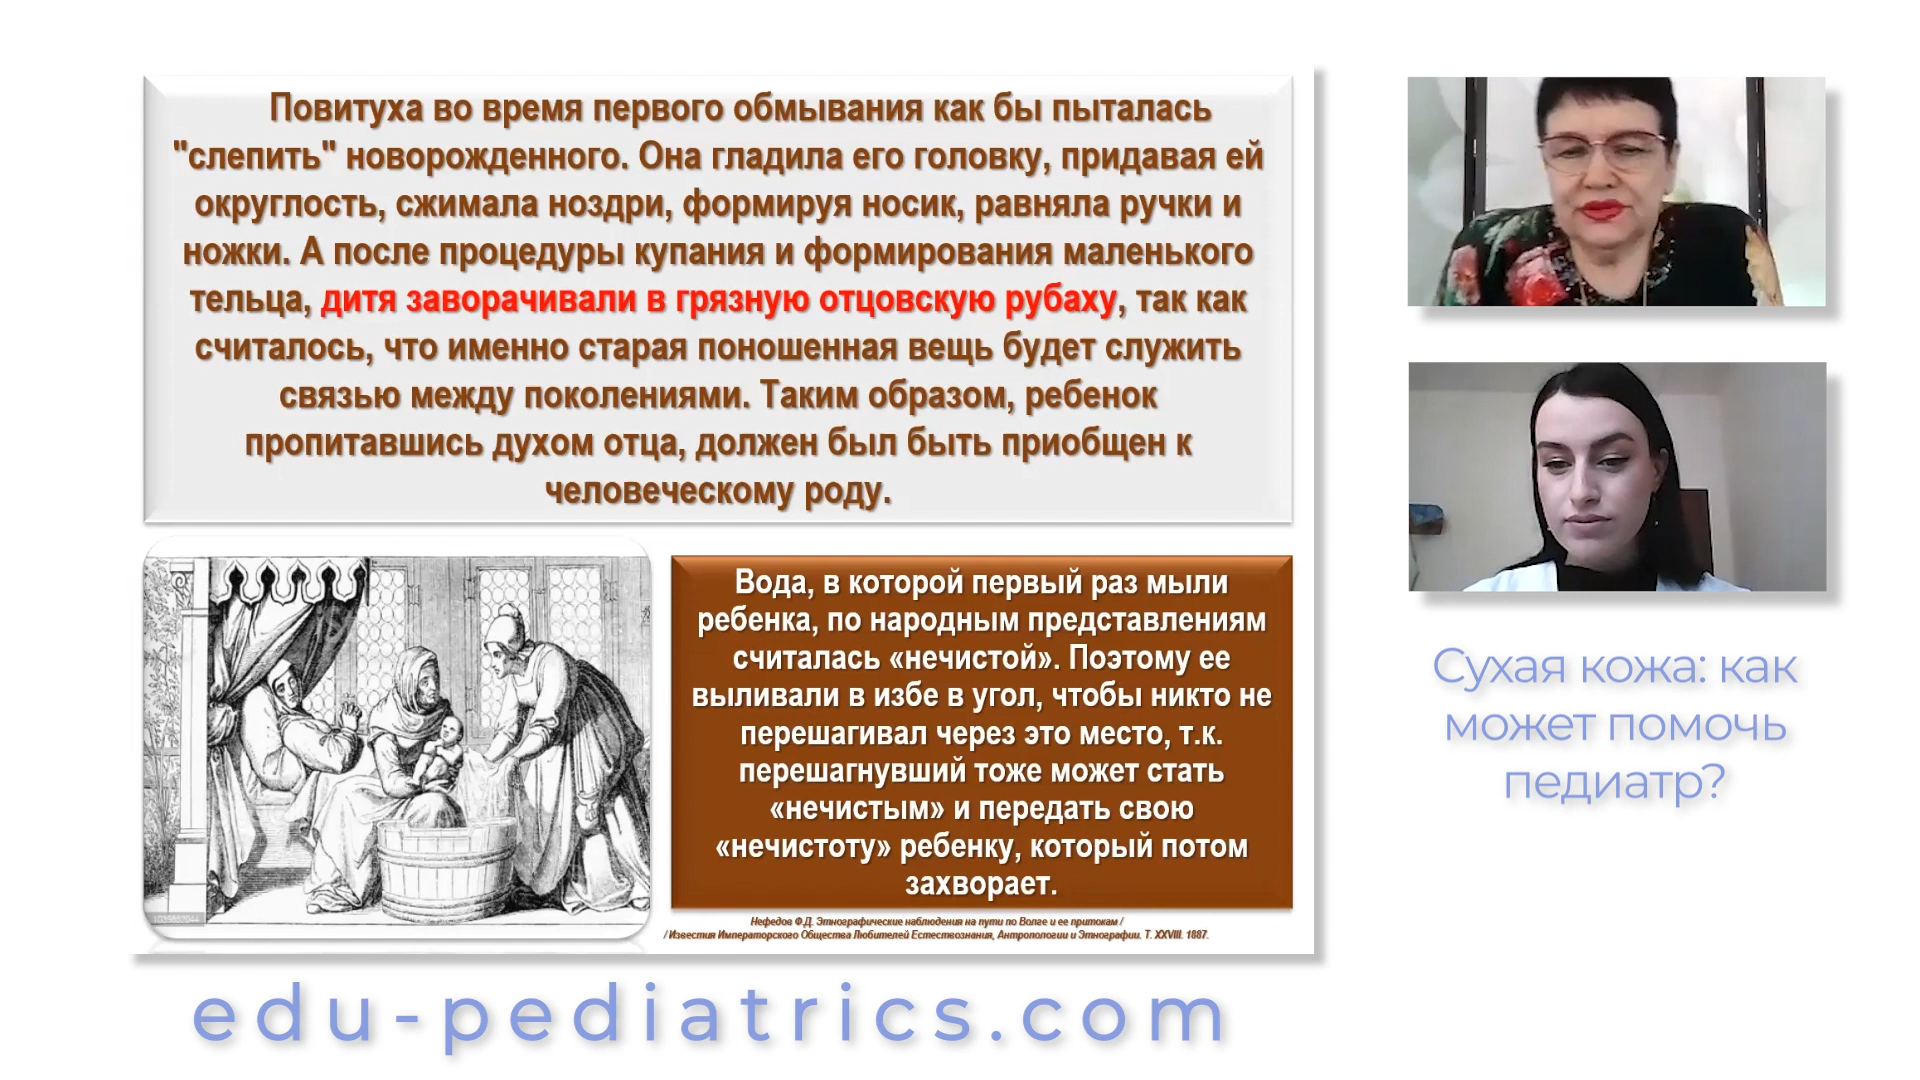 Повитуха во время первого обмывания как бы пыталась
"слепить" новорожденного. Она гладила его головку, придавая ей
округлость, сжимала ноздри, формируя носик, равняла ручки и
ножки. А после процедуры купания и формирования маленького
тельца, дитя заворачивали в грязную отцовскую рубаху, так как
считалось, что именно старая поношенная вещь будет служить
связью между поколениями. Таким образом, ребенок
пропитавшись духом отца, должен был быть приобщен к
человеческому роду.
Вода, в которой первый раз мыли
ребенка, по народным представлениям
считалась «нечистой». Поэтому ее
выливали в избе в угол, чтобы никто не
перешагивал через это место, т.к.
перешагнувший тоже может стать
«нечистым» и передать свою
«нечистоту» ребенку, который потом
захворает.
Нефедов Ф.Д. Этнографические наблюдения на пути по Волге и ее притокам /
/ Известия Императорского Общества Любителей Естествознания, Антропологии и Этнографии. Т. XXVIII. 1887.
Сухая кожа: как
может помочь
педиатр?
edu-pediatrics.com